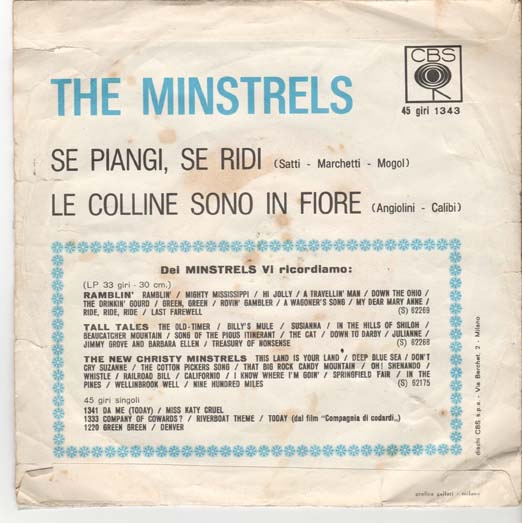 CBS
45 giri 1343
THE MINSTRELS
SE PIANGI, SE RIDI (Satti - Marchetti - Mogol)
LE COLLINE SONO IN FIORE (Angiolini - Calibi)
Dei MINSTRELS Vi ricordiamo:
(LP 33 giri - 30 cm.)
RAMBLIN' RAMBLIN' / MIGHTY MISSISSIPPI / HI JOLLY / A TRAVELLIN' MAN / DOWN THE OHIO /
THE DRINKIN' GOURD / GREEN, GREEN / ROVIN' GAMBLER / A WAGONER'S SONG / MY DEAR MARY ANNE /
RIDE, RIDE, RIDE / LAST FAREWELL (S) 62269
TALL TALES THE OLD-TIMER / BILLY'S MULE / SUSIANNA / IN THE HILLS OF SHILOH /
BEAUCATCHER MOUNTAIN / SONG OF THE PIOUS ITINERANT / THE CAT / DOWN TO DARBY / JULIANNE /
JIMMY GROVE AND BARBARA ELLEN / TREASURY OF NONSENSE (S) 62268
THE NEW CHRISTY MINSTRELS THIS LAND IS YOUR LAND / DEEP BLUE SEA / DON'T
CRY SUZANNE / THE COTTON PICKERS SONG / THAT BIG ROCK CANDY MOUNTAIN / OH! SHENANDO /
WHISTLE / RAILROAD BILL / CALIFORNIO / I KNOW WHERE I'M GOIN' / SPRINGFIELD FAIR / IN THE
PINES / WELLINBROOK WELL / NINE HUNDRED MILES (S) 62175
45 giri singoli
1341 DA ME (TODAY) / MISS KATY CRUEL
1333 COMPANY OF COWARDS? / RIVERBOAT THEME / TODAY (dal film "Compagnia di codardi„)
1220 GREEN GREEN / DENVER
dischi CBS s.p.a. - Via Berchet, 2 - Milano
grafica gallati - milano